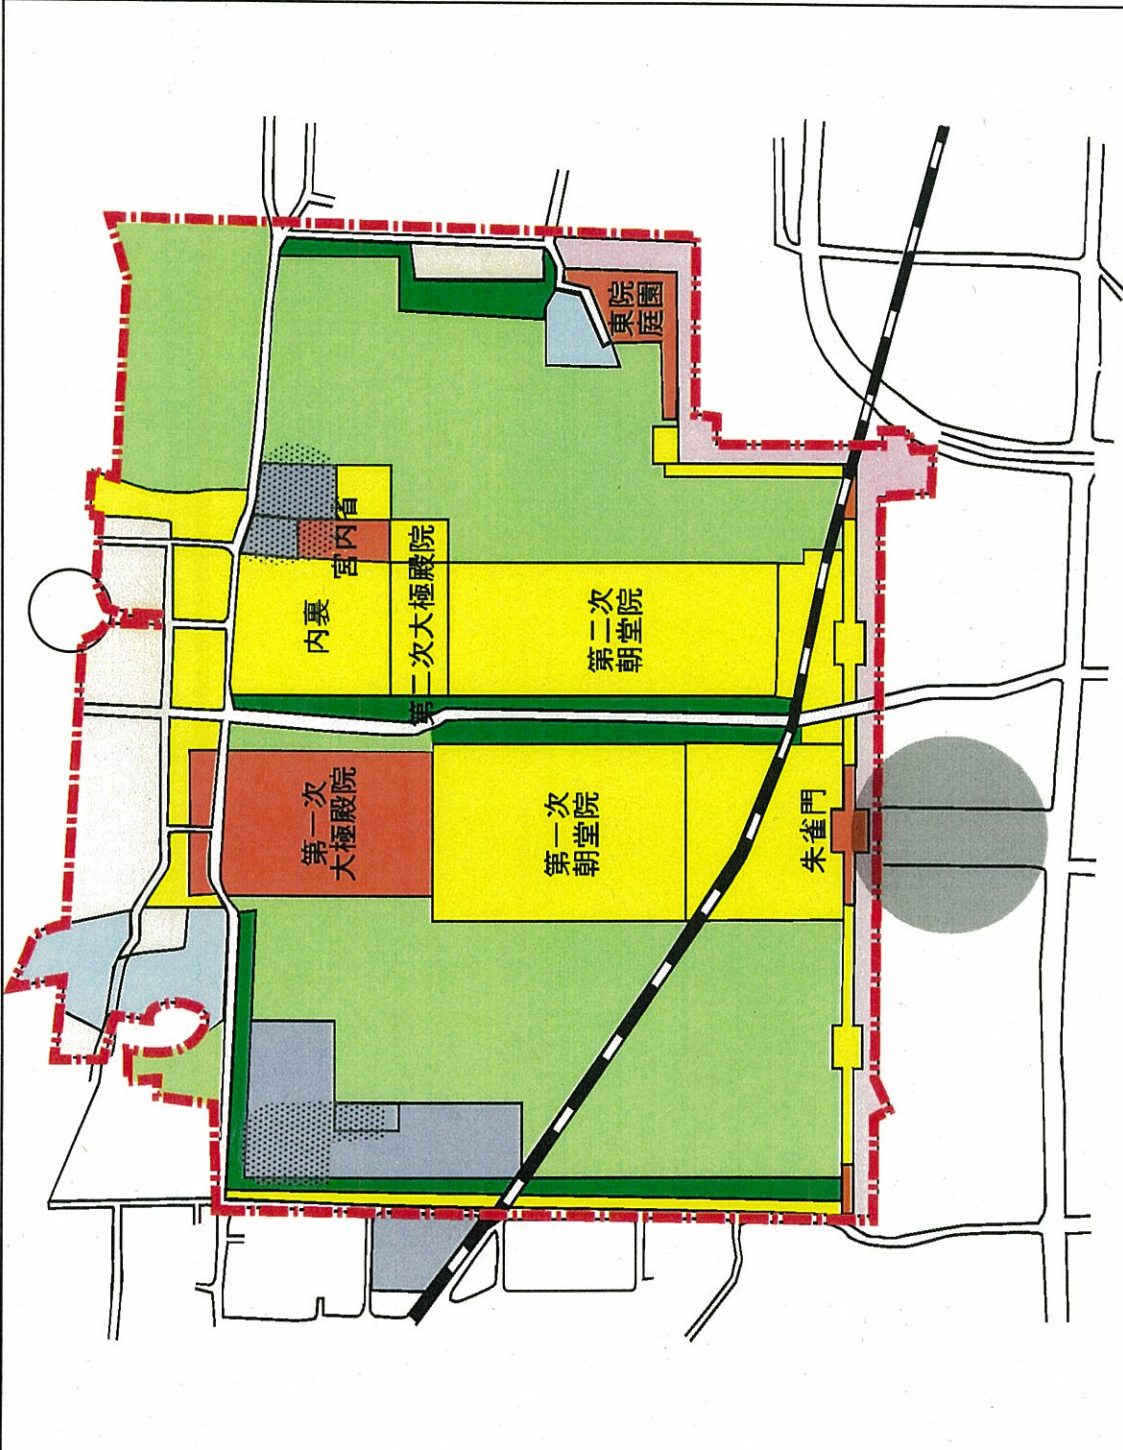 東院
庭園
宮内省
内裏
第二次大極殿院
第二次
朝堂院
第一次
大極殿院
第一次
朝堂院
朱雀門